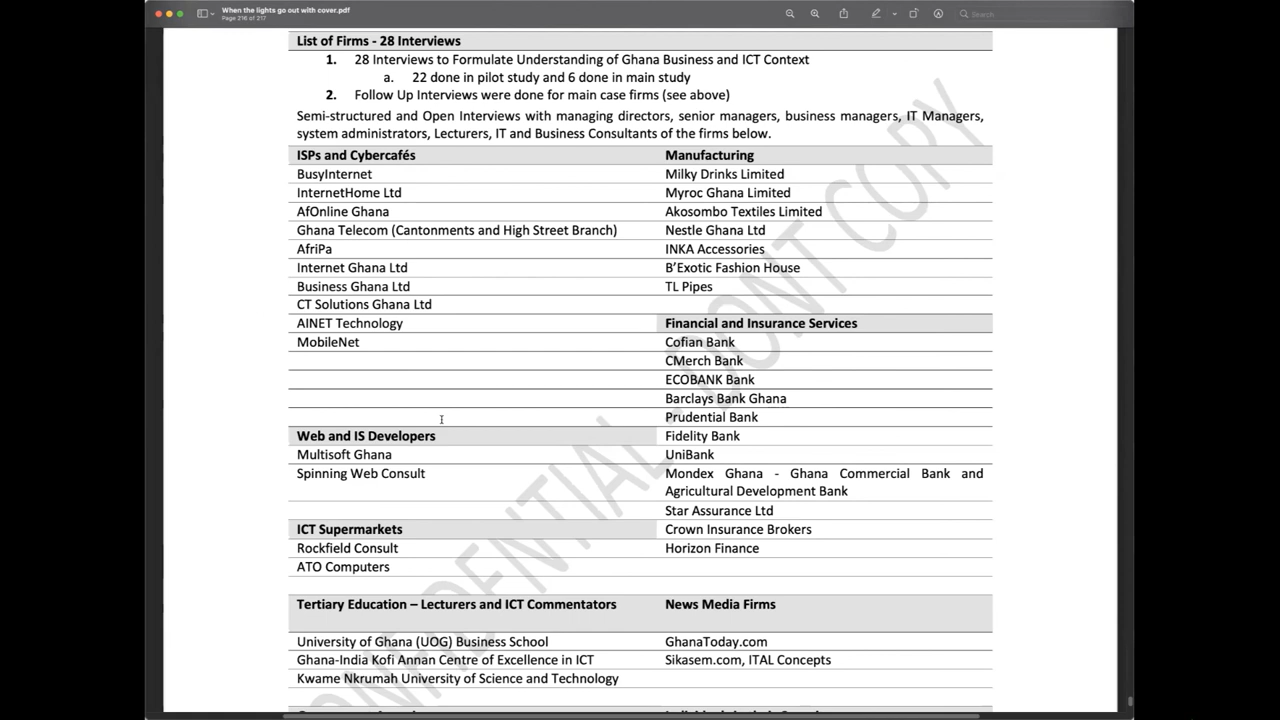 When the lights go out with cover.pdf
Page 216 of 217
Search
List of Firms - 28 Interviews
1. 28 Interviews to Formulate Understanding of Ghana Business and ICT Context
a. 22 done in pilot study and 6 done in main study
2. Follow Up Interviews were done for main case firms (see above)
Semi-structured and Open Interviews with managing directors, senior managers, business managers, IT Managers,
system administrators, Lecturers, IT and Business Consultants of the firms below.
ISPs and Cybercafés
BusyInternet
InternetHome Ltd
AfOnline Ghana
Ghana Telecom (Cantonments and High Street Branch)
AfriPa
Internet Ghana Ltd
Business Ghana Ltd
CT Solutions Ghana Ltd
AINET Technology
MobileNet
Web and IS Developers
Multisoft Ghana
Spinning Web Consult
ICT Supermarkets
Rockfield Consult
ATO Computers
Manufacturing
Milky Drinks Limited
Myroc Ghana Limited
Akosombo Textiles Limited
Nestle Ghana Ltd
INKA Accessories
B'Exotic Fashion House
TL Pipes
Financial and Insurance Services
Cofian Bank
CMerch Bank
ECOBANK Bank
Barclays Bank Ghana
Prudential Bank
Fidelity Bank
UniBank
Mondex Ghana - Ghana Commercial Bank and
Agricultural Development Bank
Star Assurance Ltd
Crown Insurance Brokers
Horizon Finance
Tertiary Education – Lecturers and ICT Commentators
University of Ghana (UOG) Business School
Ghana-India Kofi Annan Centre of Excellence in ICT
Kwame Nkrumah University of Science and Technology
News Media Firms
GhanaToday.com
Sikasem.com, ITAL Concepts
ONFIDENTIAL - DONT COPY